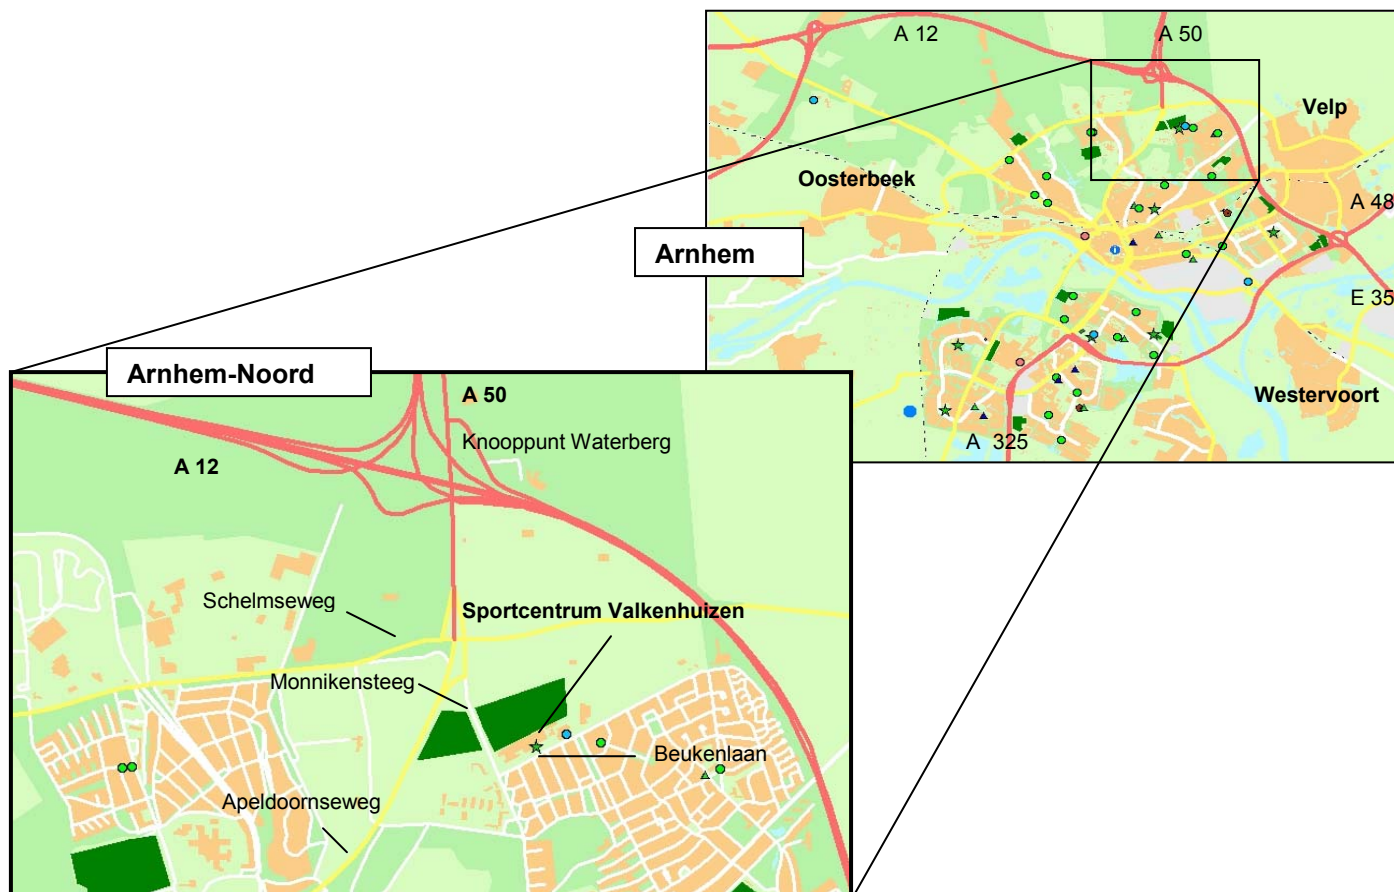 A 12
A 50
Velp
Oosterbeek
A 48
Arnhem
E 35
Westervoort
A 325
Arnhem-Noord
A 50
Knooppunt Waterberg
A 12
Schelmseweg
Sportcentrum Valkenhuizen
Monnikensteeg
Beukenlaan
Apeldoornseweg